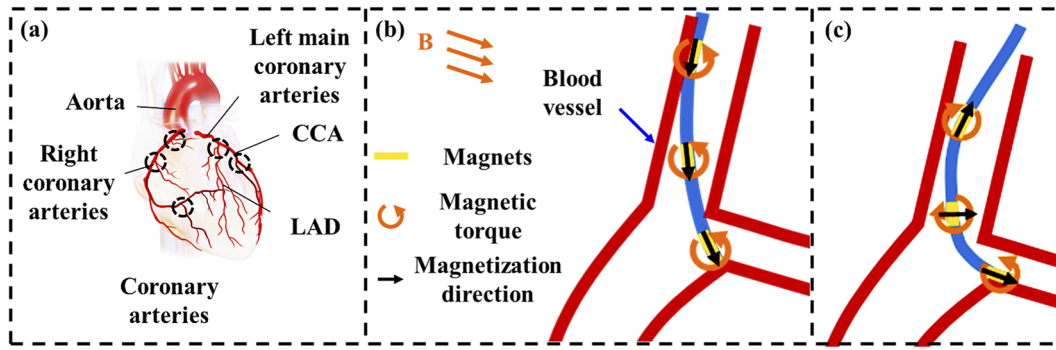 (a)
Left main
coronary
arteries
Aorta
CCA
Right
coronary
arteries
LAD
Coronary
arteries
(b)
B
Blood
vessel
Magnets
Magnetic
torque
Magnetization
direction
(c)